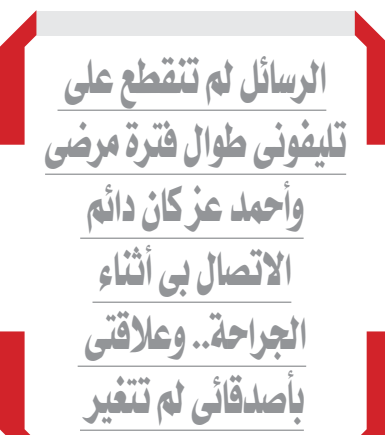 الرسائل لم تنقطع على
تليفونى طوال فترة مرضى
وأحمد عز كان دائم
الاتصال بى أثناء
الجراحة.. وعلاقتى
بأصدقائى لم تتغير